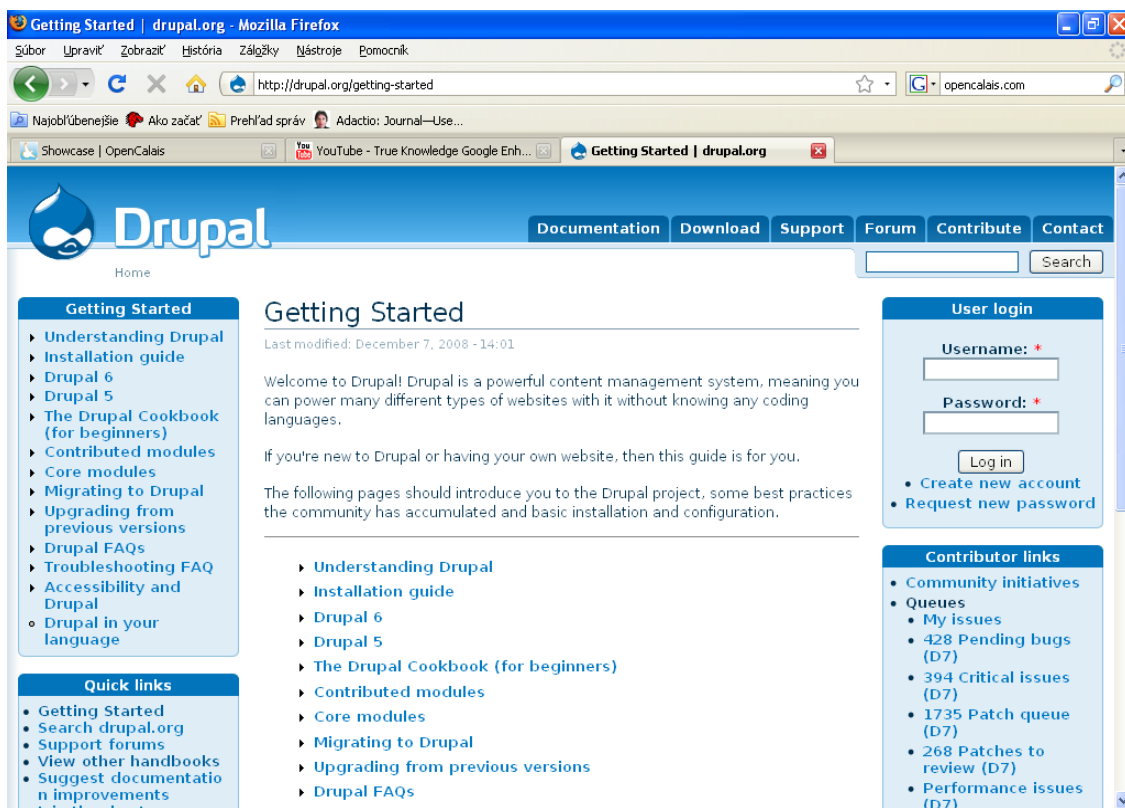 Getting Started | drupal.org - Mozilla Firefox
Súbor Upraviť Zobraziť História Záložky Nástroje Pomocník
http://drupal.org/getting-started
G opencalais.com
Najobľúbenejšie Ako začať Prehľad správ Adactio: Journal—Use...
Showcase | OpenCalais
YouTube - True Knowledge Google Enh...
Getting Started | drupal.org
Drupal
Documentation Download Support Forum Contribute Contact
Search
Home
Getting Started
Understanding Drupal
Installation guide
Drupal 6
Drupal 5
The Drupal Cookbook
(for beginners)
Contributed modules
Core modules
Migrating to Drupal
Upgrading from
previous versions
Drupal FAQs
Troubleshooting FAQ
Accessibility and
Drupal
Drupal in your
language
Quick links
Getting Started
Search drupal.org
Support forums
View other handbooks
Suggest documentatio
n improvements
Getting Started
Last modified: December 7, 2008 - 14:01
Welcome to Drupal! Drupal is a powerful content management system, meaning you
can power many different types of websites with it without knowing any coding
languages.
If you're new to Drupal or having your own website, then this guide is for you.
The following pages should introduce you to the Drupal project, some best practices
the community has accumulated and basic installation and configuration.
Understanding Drupal
Installation guide
Drupal 6
Drupal 5
The Drupal Cookbook (for beginners)
Contributed modules
Core modules
Migrating to Drupal
Upgrading from previous versions
Drupal FAQs
User login
Username: *
Password: *
Log in
Create new account
Request new password
Contributor links
Community initiatives
Queues
My issues
428 Pending bugs
(D7)
394 Critical issues
(D7)
1735 Patch queue
(D7)
268 Patches to
review (D7)
Performance issues
(D7)